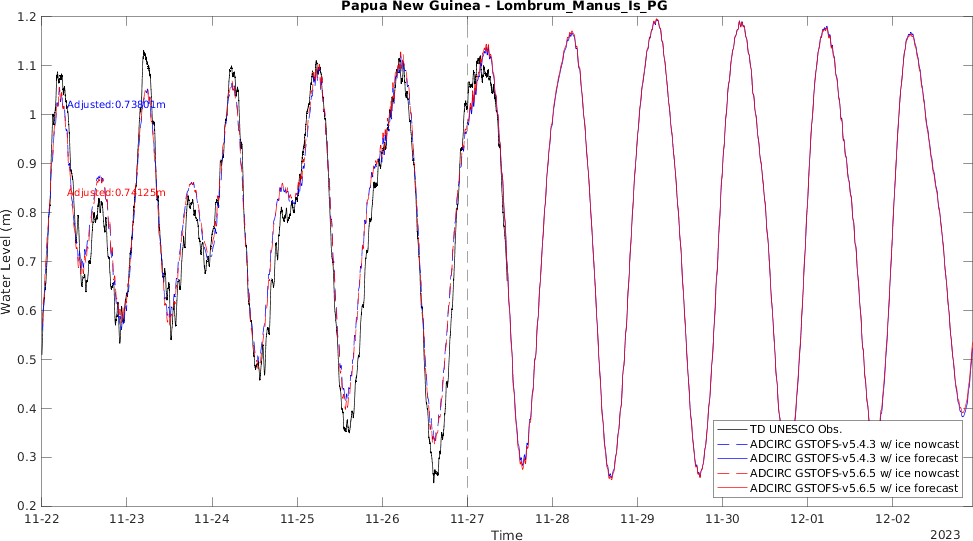 Papua New Guinea - Lombrum_Manus_Is_PG
1.2
1.1
1
0.9
0.8
0.7
0.6
0.5
0.4
0.3
0.2
Water Level (m)
Adjusted:0.73801m
Adjusted:0.74125m
TD UNESCO Obs.
ADCIRC GSTOFS-v5.4.3 w/ ice nowcast
ADCIRC GSTOFS-v5.4.3 w/ ice forecast
ADCIRC GSTOFS-v5.6.5 w/ ice nowcast
ADCIRC GSTOFS-v5.6.5 w/ ice forecast
11-22 11-23 11-24 11-25 11-26 11-27 11-28 11-29 11-30 12-01 12-02
Time
2023